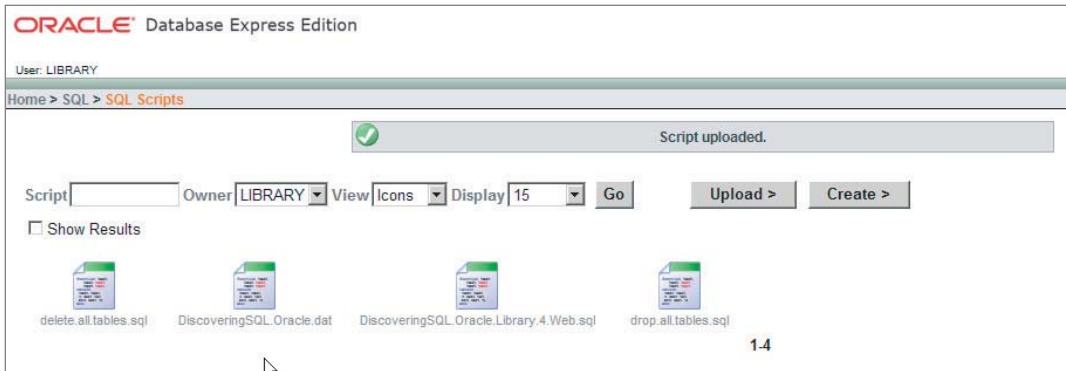 ORACLE® Database Express Edition
User: LIBRARY
Home > SQL > SQL Scripts
Script uploaded.
Script Owner LIBRARY View Icons Display 15 Go Upload > Create >
Show Results
delete.all.tables.sql DiscoveringSQL.Oracle.dat DiscoveringSQL.Oracle.Library.4.Web.sql drop.all.tables.sql
1-4